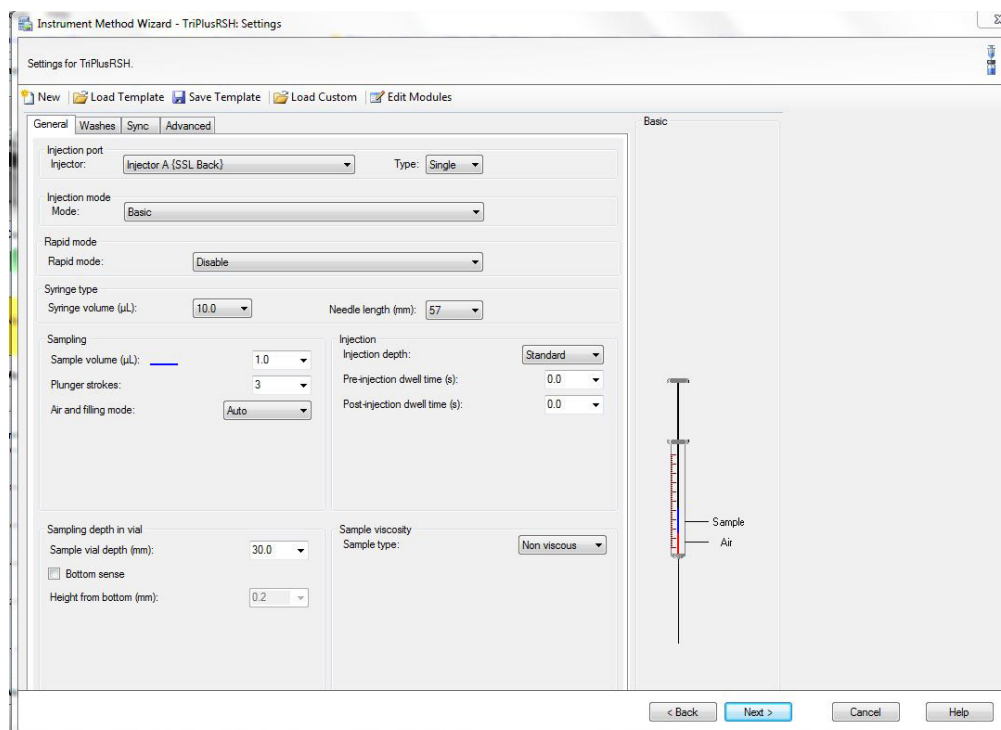 Instrument Method Wizard - TriPlusRSH: Settings
Settings for TriPlusRSH.
New Load Template Save Template Load Custom Edit Modules
General Washes Sync Advanced
Basic
Injection port
Injector: Injector A {SSL Back} Type: Single
Injection mode
Mode: Basic
Rapid mode
Rapid mode: Disable
Syringe type
Syringe volume (µL): 10.0 Needle length (mm): 57
Sampling
Sample volume (µL): 1.0
Plunger strokes: 3
Air and filling mode: Auto
Injection
Injection depth: Standard
Pre-injection dwell time (s): 0.0
Post-injection dwell time (s): 0.0
Sampling depth in vial
Sample vial depth (mm): 30.0
Bottom sense
Height from bottom (mm): 0.2
Sample viscosity
Sample type: Non viscous
Sample
Air
< Back Next > Cancel Help